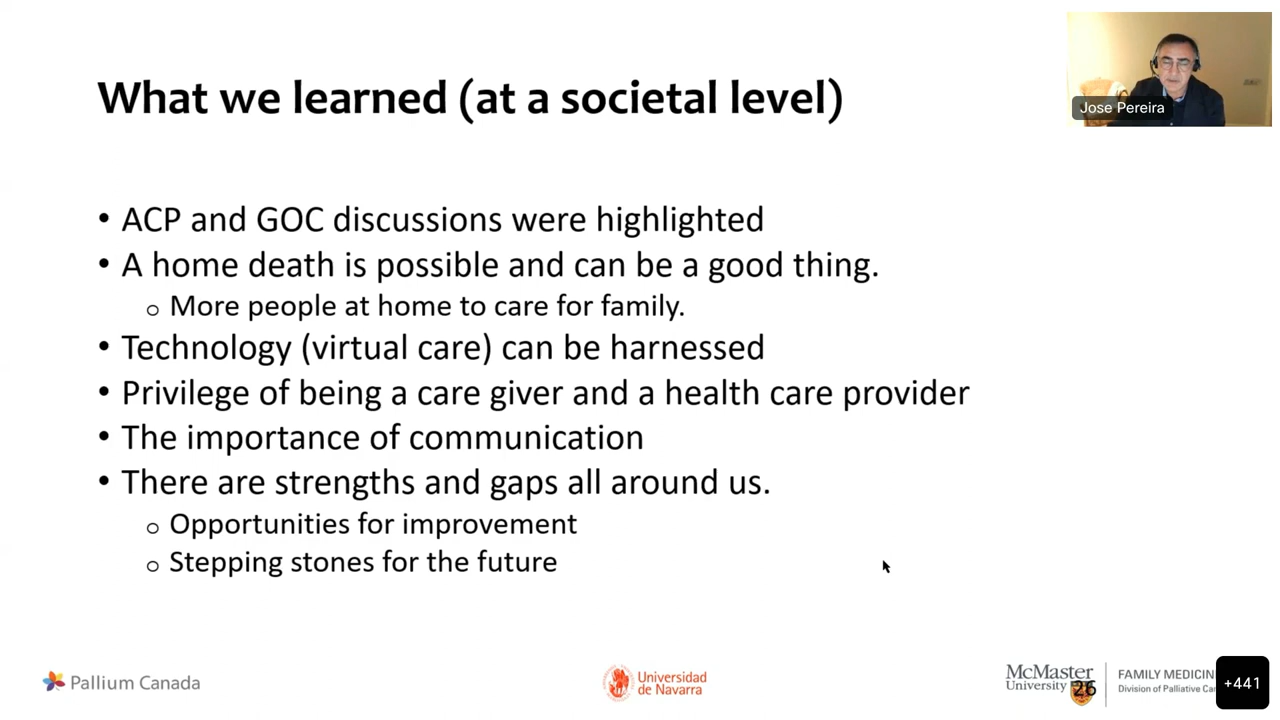 What we learned (at a societal level)
Jose Pereira
• ACP and GOC discussions were highlighted
• A home death is possible and can be a good thing.
o More people at home to care for family.
• Technology (virtual care) can be harnessed
• Privilege of being a care giver and a health care provider
• The importance of communication
• There are strengths and gaps all around us.
o Opportunities for improvement
o Stepping stones for the future
Pallium Canada
Universidad
de Navarra
McMaster
University
26
FAMILY MEDICIN
Division of Palliative Car
+441